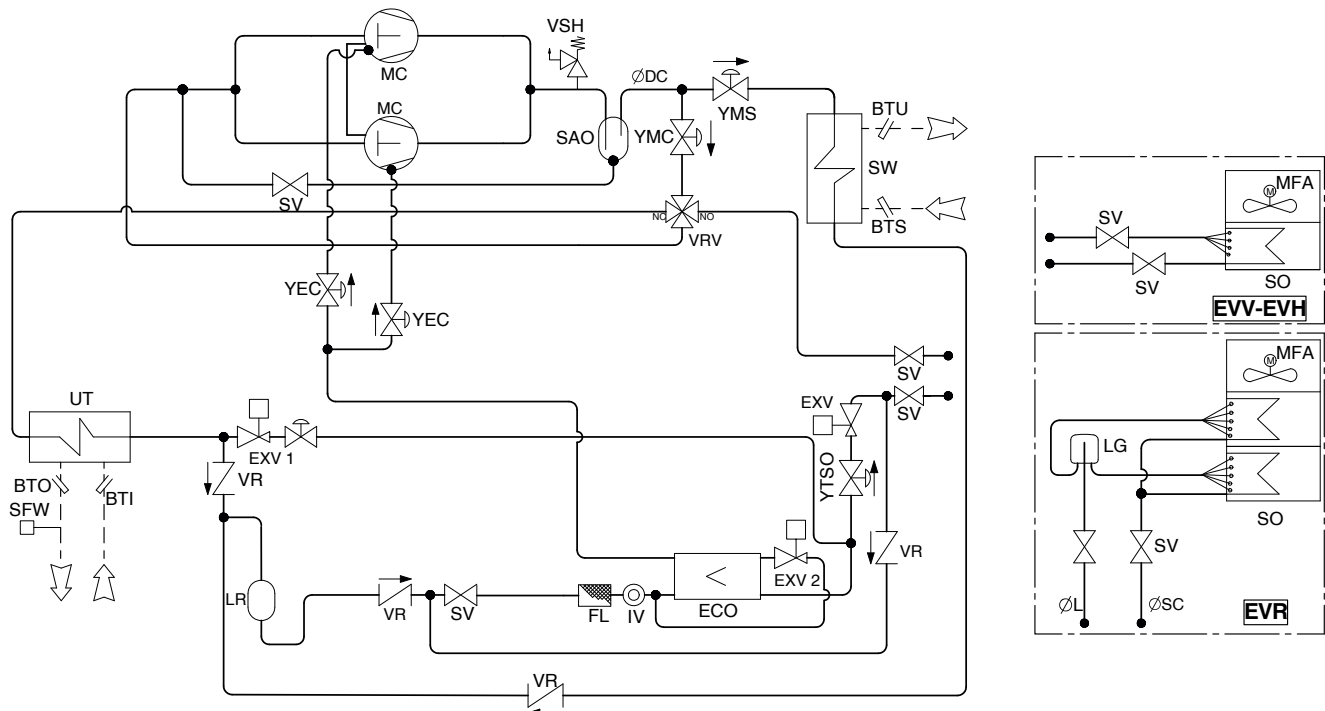 VSH
MC
ØDC
YMS
BTU
MC
SAO
YMC
SW
BTS
SV
NC
NO
VRV
YEC
YEC
SV
SV
UT
EXV
EXV 1
VR
BTO
BTI
SFW
YTSO
VR
LR
VR
SV
FL
IV
ECO
EXV 2
VR
M
MFA
SV
SV
SO
EVV-EVH
M
MFA
LG
SO
SV
ØL
ØSC
EVR